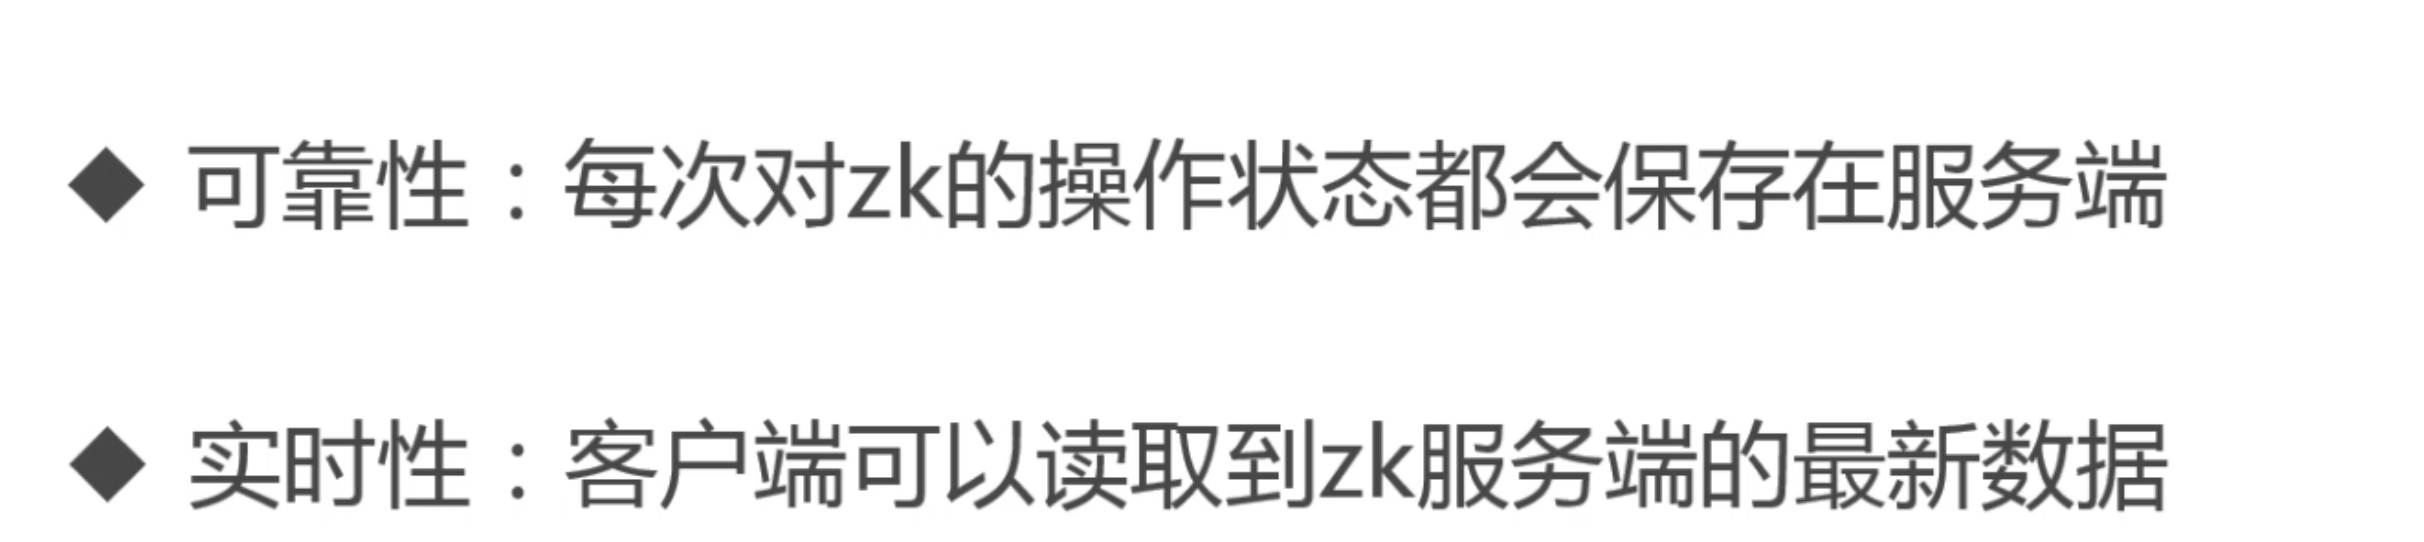 ◆ 可靠性：每次对zk的操作状态都会保存在服务端
◆ 实时性：客户端可以读取到zk服务端的最新数据